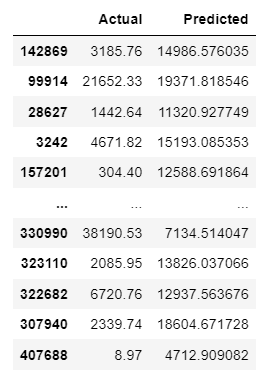 Actual Predicted
142869 3185.76 14986.576035
99914 21652.33 19371.818546
28627 1442.64 11320.927749
3242 4671.82 15193.085353
157201 304.40 12588.691864
... ... ...
330990 38190.53 7134.514047
323110 2085.95 13826.037066
322682 6720.76 12937.563676
307940 2339.74 18604.671728
407688 8.97 4712.909082